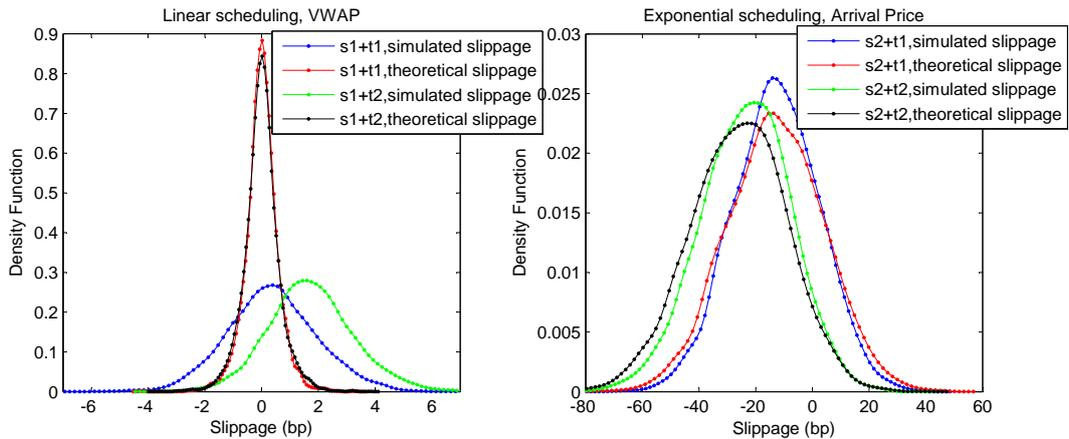 Linear scheduling, VWAP
0.9
0.8
0.7
0.6
0.5
0.4
0.3
0.2
0.1
0
Density Function
-6
-4
-2
0
2
4
6
Slippage (bp)
s1+t1,simulated slippage
s1+t1,theoretical slippage
s1+t2,simulated slippage
s1+t2,theoretical slippage
Exponential scheduling, Arrival Price
0.03
0.025
0.02
0.015
0.01
0.005
0
Density Function
-80
-60
-40
-20
0
20
40
60
Slippage (bp)
s2+t1,simulated slippage
s2+t1,theoretical slippage
s2+t2,simulated slippage
s2+t2,theoretical slippage